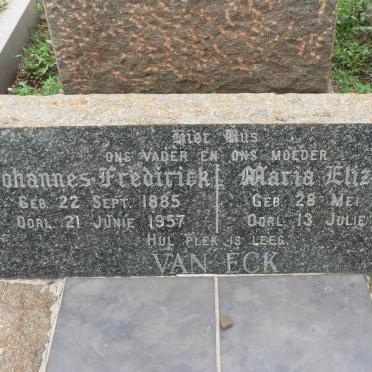 Hier Rus
ONS VADER EN ONS MOEDER
Johannes Fredirick Maria Eliz
GEB. 22 SEPT. 1885 GEB. 28 MEI
OORL. 21 JUNIE 1957 OORL. 13 JULIE
HUL PLEK IS LEEG
VAN ECK